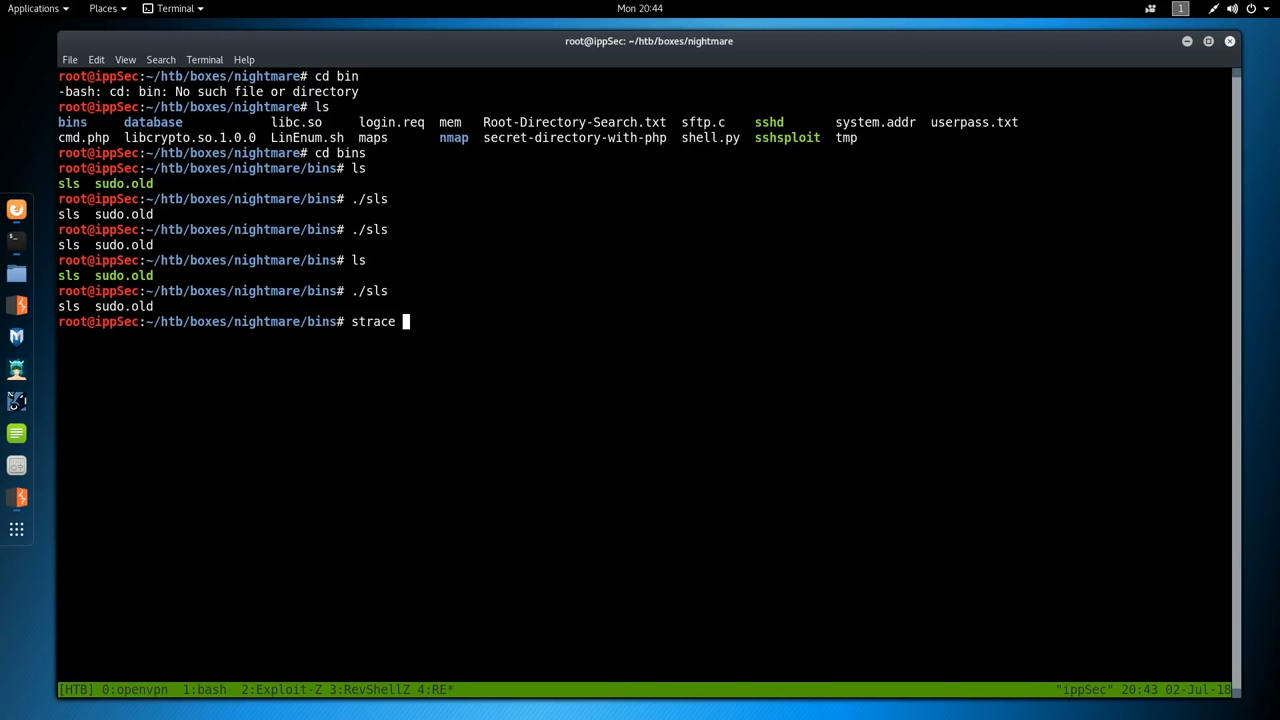 Applications Places Terminal Mon 20:44 1
root@ippSec: ~/htb/boxes/nightmare
File Edit View Search Terminal Help
root@ippSec:~/htb/boxes/nightmare# cd bin
-bash: cd: bin: No such file or directory
root@ippSec:~/htb/boxes/nightmare# ls
bins database libc.so login.req mem Root-Directory-Search.txt sftp.c sshd system.addr userpass.txt
cmd.php libcrypto.so.1.0.0 LinEnum.sh maps nmap secret-directory-with-php shell.py sshsploit tmp
root@ippSec:~/htb/boxes/nightmare# cd bins
root@ippSec:~/htb/boxes/nightmare/bins# ls
sls sudo.old
root@ippSec:~/htb/boxes/nightmare/bins# ./sls
sls sudo.old
root@ippSec:~/htb/boxes/nightmare/bins# ./sls
sls sudo.old
root@ippSec:~/htb/boxes/nightmare/bins# ls
sls sudo.old
root@ippSec:~/htb/boxes/nightmare/bins# ./sls
sls sudo.old
root@ippSec:~/htb/boxes/nightmare/bins# strace
[HTB] 0:openvpn 1:bash 2:Exploit-Z 3:RevShellZ 4:RE* "ippSec" 20:43 02-Jul-18